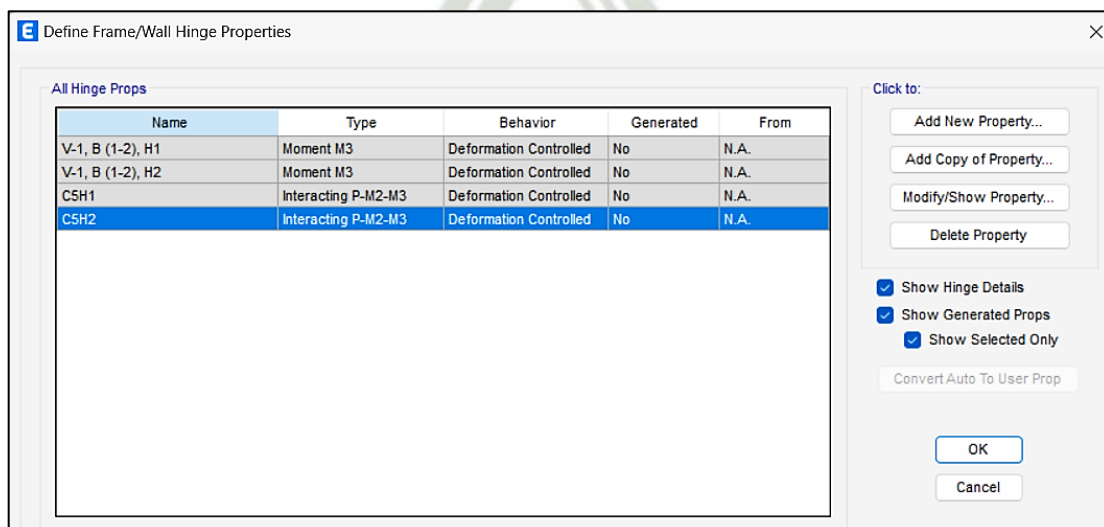 E Define Frame/Wall Hinge Properties
All Hinge Props
Name Type Behavior Generated From
V-1, B (1-2), H1 Moment M3 Deformation Controlled No N.A.
V-1, B (1-2), H2 Moment M3 Deformation Controlled No N.A.
C5H1 Interacting P-M2-M3 Deformation Controlled No N.A.
C5H2 Interacting P-M2-M3 Deformation Controlled No N.A.
Click to:
Add New Property...
Add Copy of Property...
Modify/Show Property...
Delete Property
Show Hinge Details
Show Generated Props
Show Selected Only
Convert Auto To User Prop
OK
Cancel